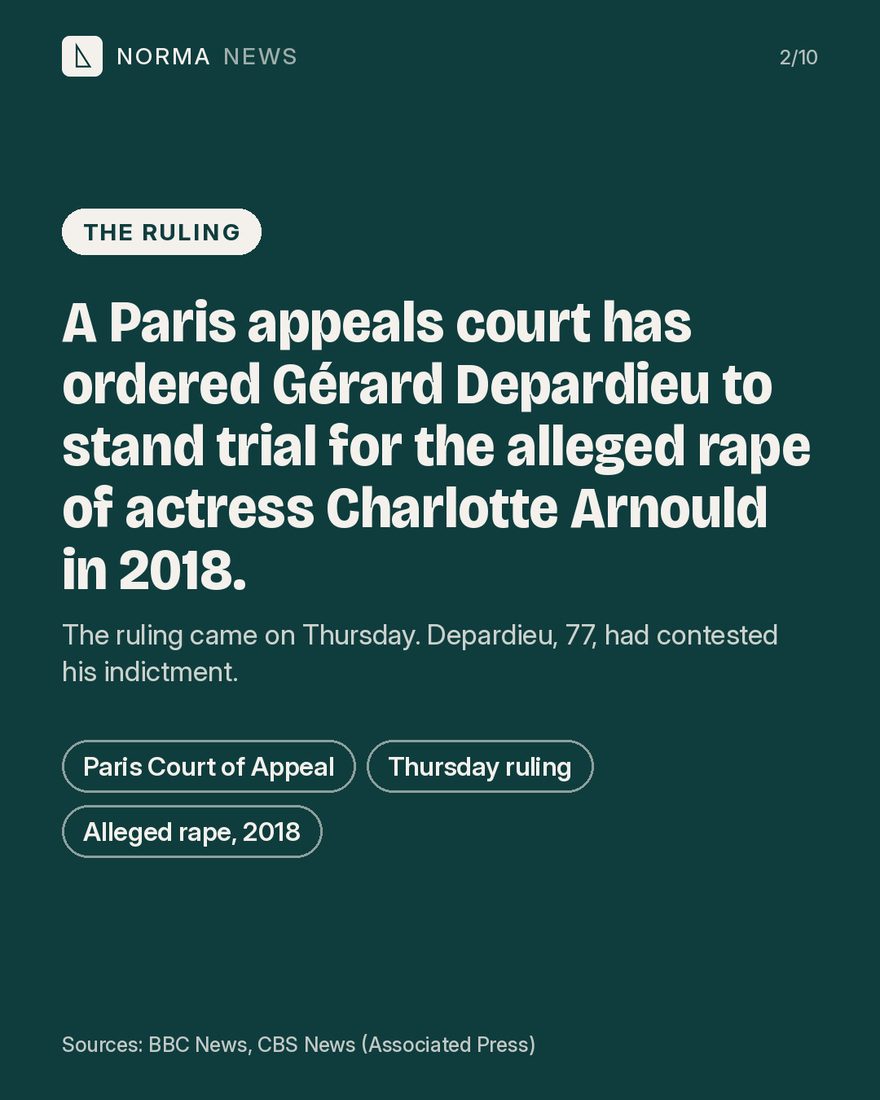 NORMA NEWS
2/10
THE RULING
A Paris appeals court has
ordered Gérard Depardieu to
stand trial for the alleged rape
of actress Charlotte Arnould
in 2018.
The ruling came on Thursday. Depardieu, 77, had contested
his indictment.
Paris Court of Appeal
Thursday ruling
Alleged rape, 2018
Sources: BBC News, CBS News (Associated Press)